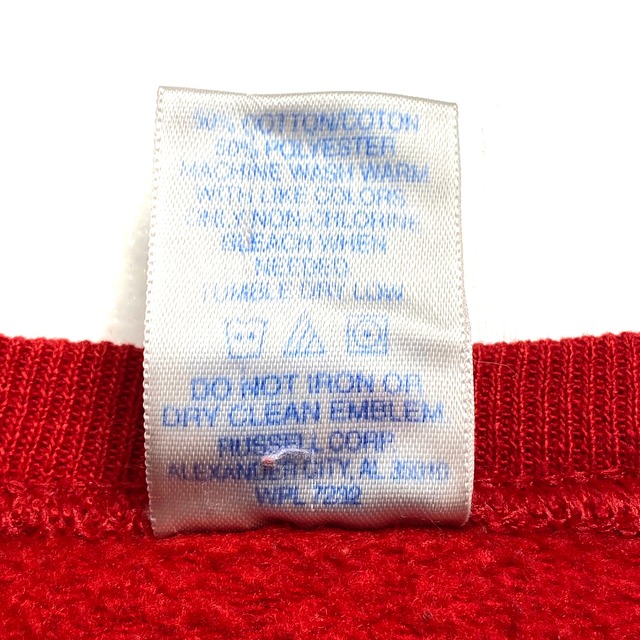 50% COTTON/COTON
50% POLYESTER
MACHINE WASH WARM
WITH LIKE COLORS
ONLY NON-CHLORINE
BLEACH WHEN
NEEDED
TUMBLE DRY LOW
DO NOT IRON OR
DRY CLEAN EMBLEM
RUSSELL CORP
ALEXANDER CITY, AL
WPL 7292